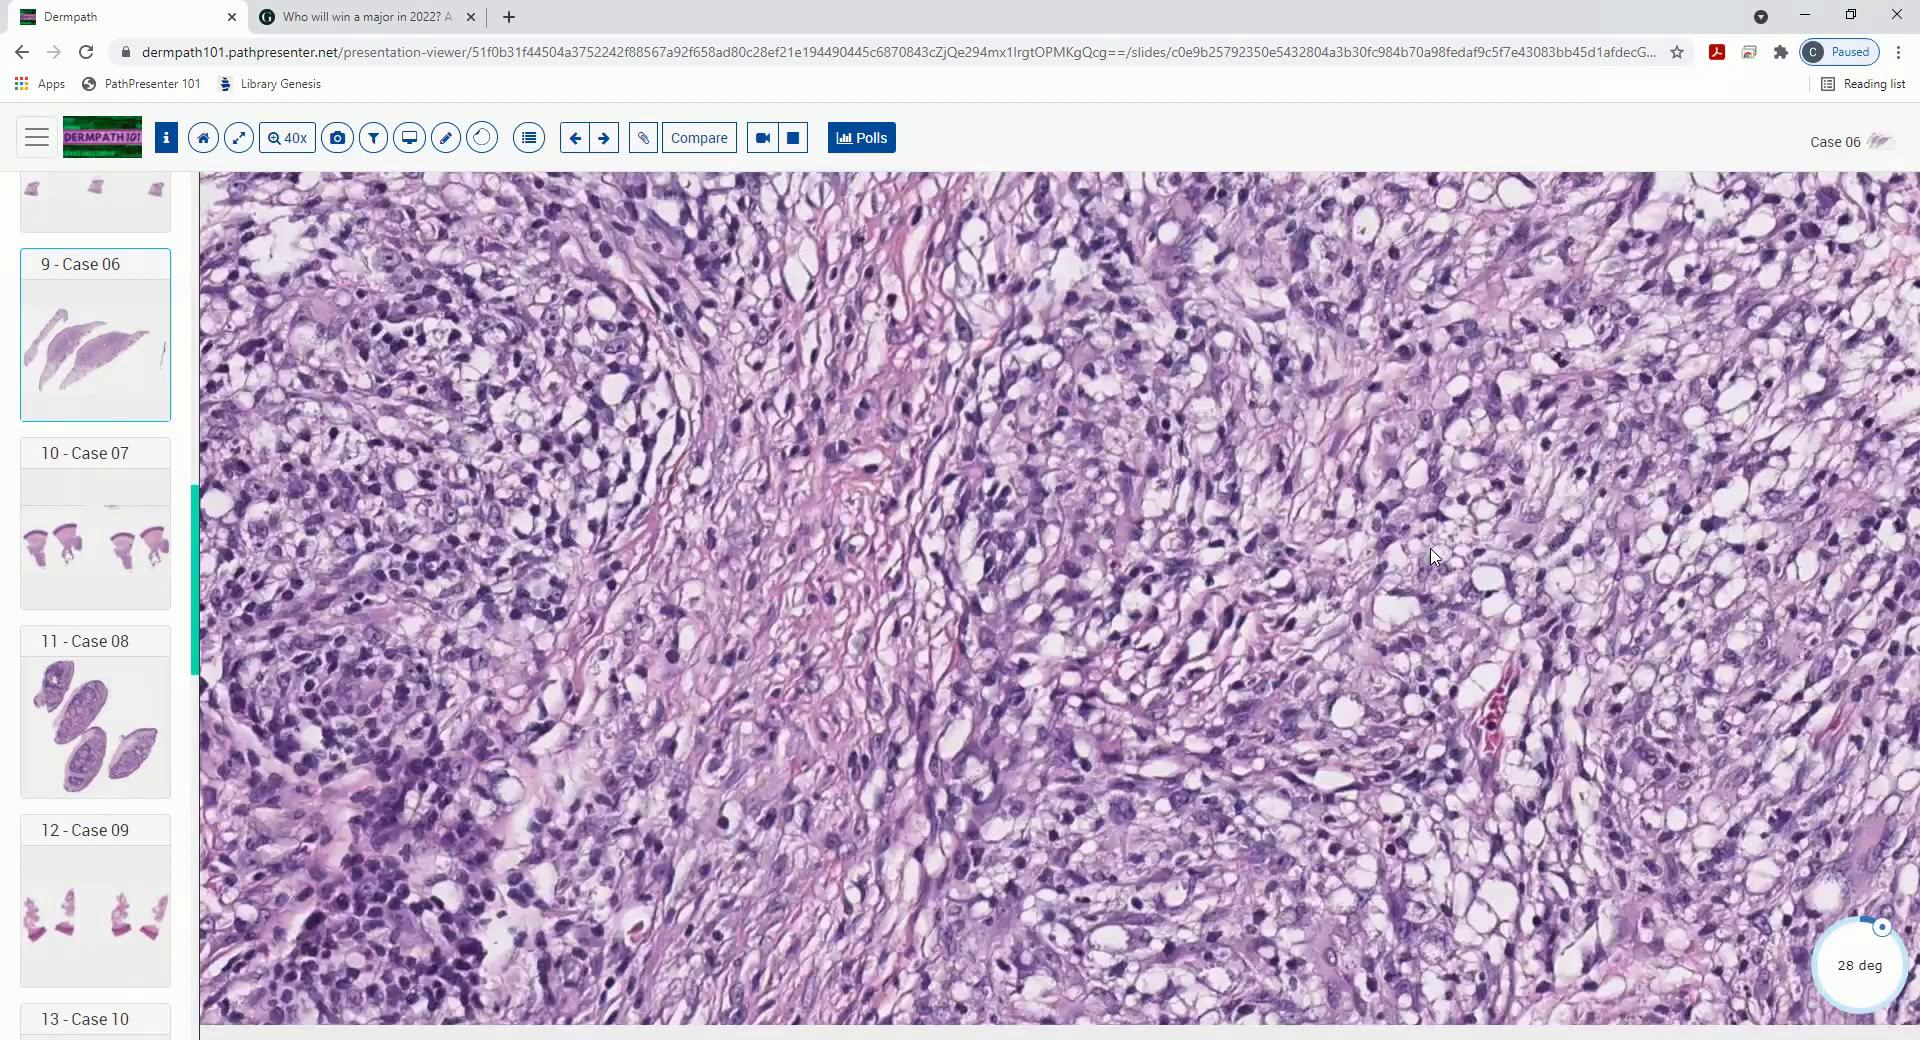 Dermpath
Who will win a major in 2022? A
dermpath101.pathpresenter.net/presentation-viewer/51f0b31f44504a3752242f88567a92f658ad80c28ef21e194490445c6870843cZjQe294mx1IrgtOPMKgQcg==/slides/c0e9b25792350e5432804a3b30fc984b70a98fedaf9c5f7e43083bb45d1afdecG...
C Paused
Apps
PathPresenter 101
Library Genesis
Reading list
DERMPATH 101
i
40x
Compare
Polls
Case 06
9 - Case 06
10 - Case 07
11 - Case 08
12 - Case 09
13 - Case 10
28 deg